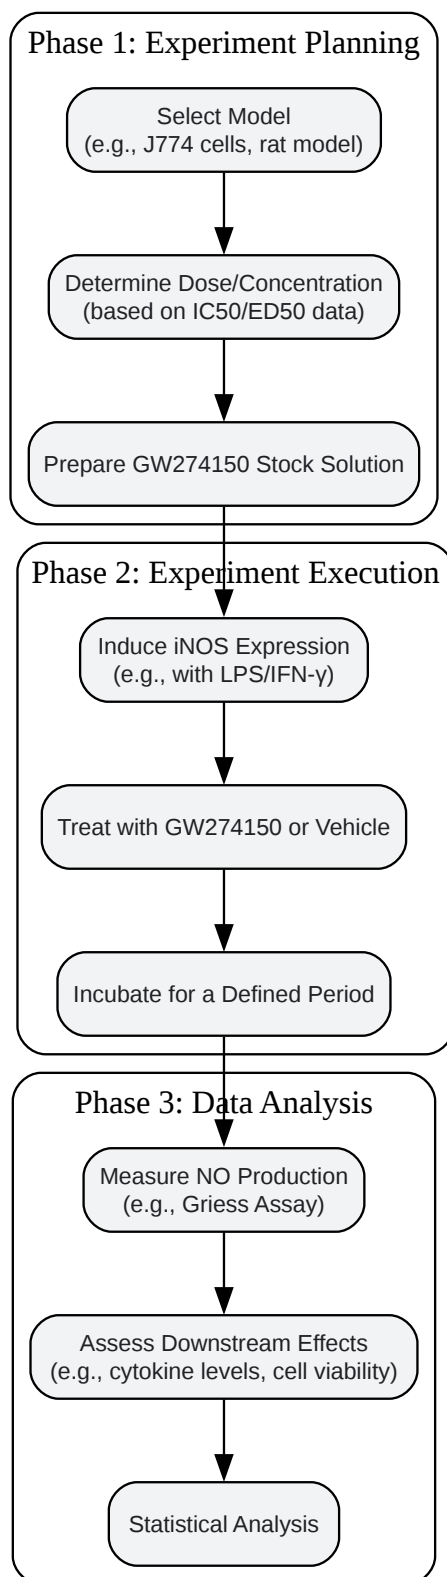 Phase 1: Experiment Planning
Select Model
(e.g., J774 cells, rat model)
Determine Dose/Concentration
(based on IC50/ED50 data)
Prepare GW274150 Stock Solution
Phase 2: Experiment Execution
Induce iNOS Expression
(e.g., with LPS/IFN-γ)
Treat with GW274150 or Vehicle
Incubate for a Defined Period
Phase 3: Data Analysis
Measure NO Production
(e.g., Griess Assay)
Assess Downstream Effects
(e.g., cytokine levels, cell viability)
Statistical Analysis